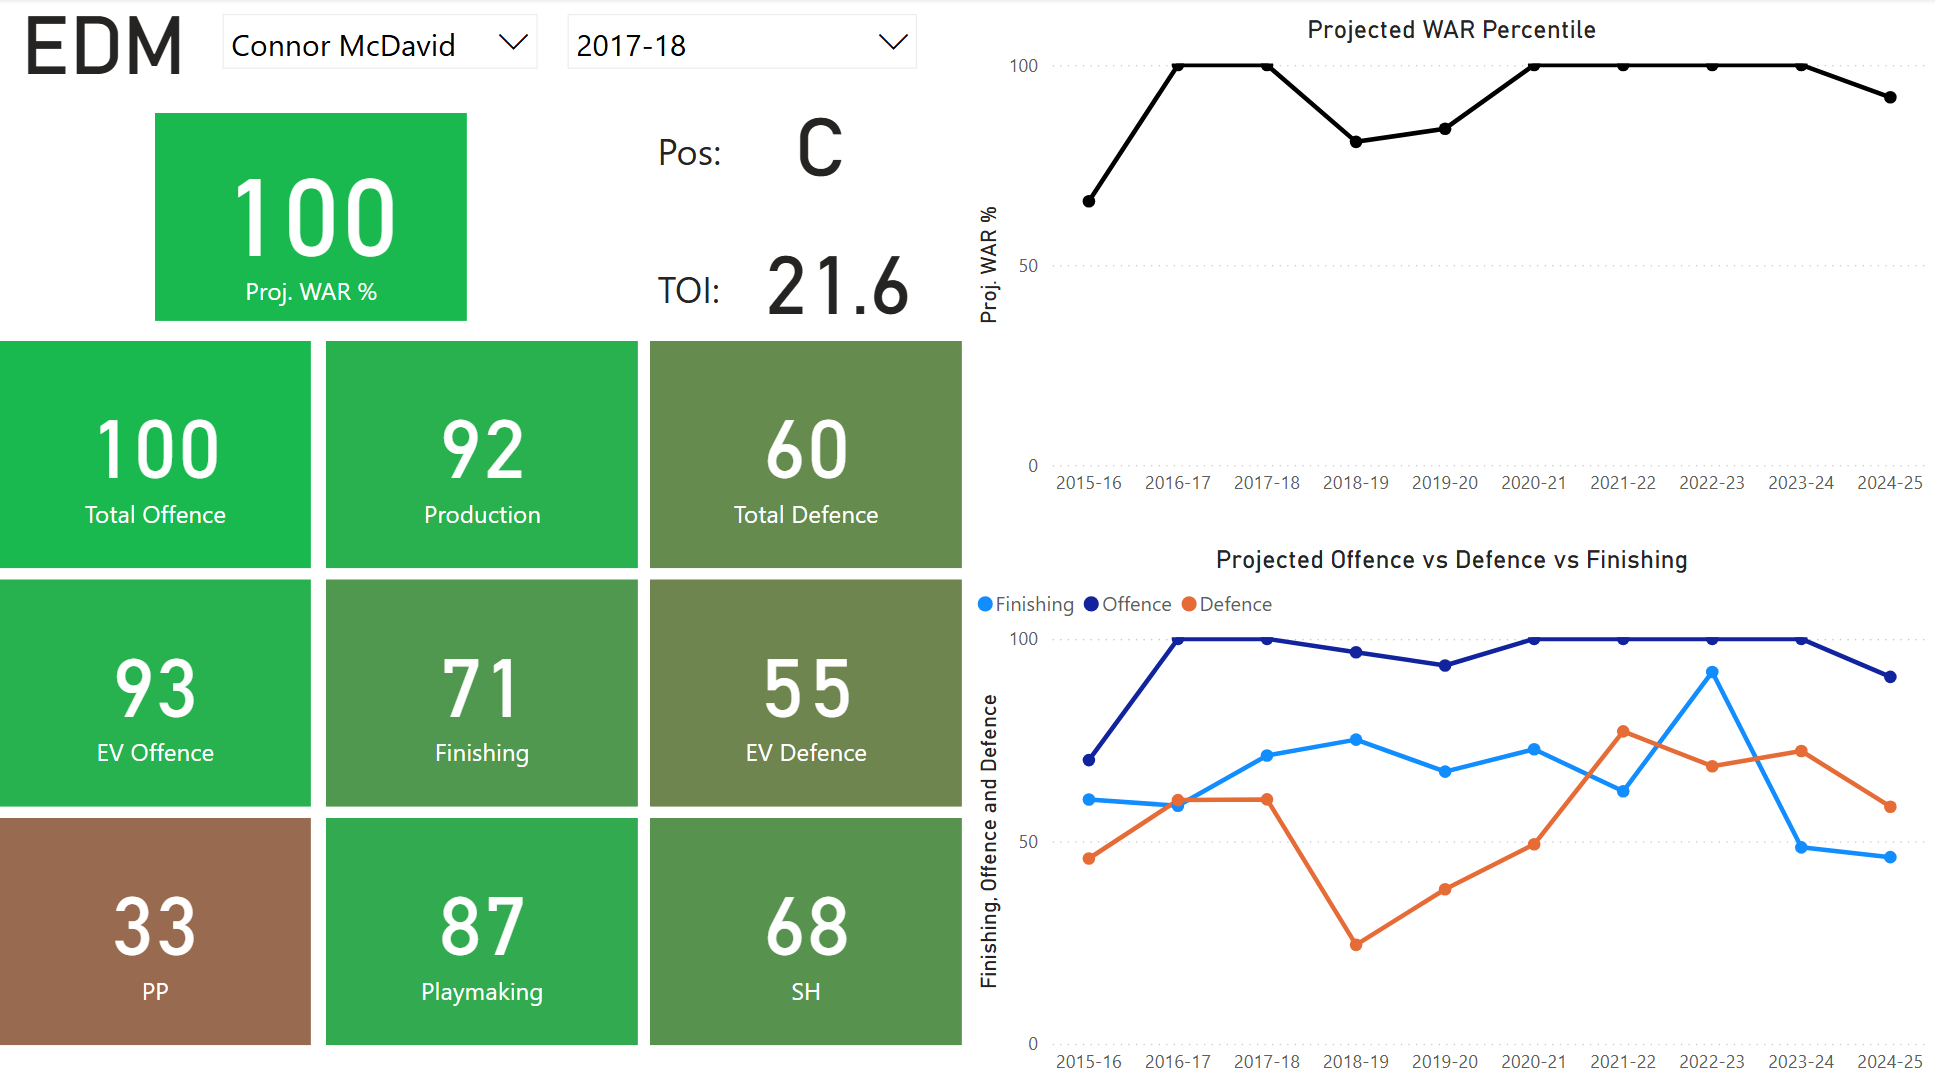 EDM
Connor McDavid
2017-18
100
Proj. WAR %
Pos:
C
TOI:
21.6
100
Total Offence
92
Production
60
Total Defence
93
EV Offence
71
Finishing
55
EV Defence
33
PP
87
Playmaking
68
SH
Projected WAR Percentile
Proj. WAR %
100
50
0
2015-16 2016-17 2017-18 2018-19 2019-20 2020-21 2021-22 2022-23 2023-24 2024-25
Projected Offence vs Defence vs Finishing
Finishing Offence Defence
Finishing, Offence and Defence
100
50
0
2015-16 2016-17 2017-18 2018-19 2019-20 2020-21 2021-22 2022-23 2023-24 2024-25